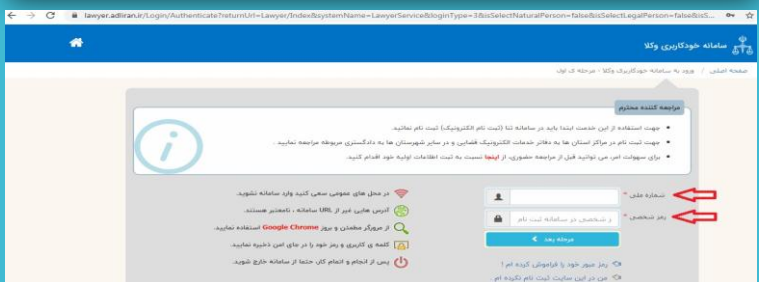 lawyer.adliran.ir/Login/Authenticate?returnUrl=Lawyer/Index&systemName=LawyerService&loginType=3&isSelectNaturalPerson=false&isSelectLegalPerson=false&isS...
سامانه خودکاربری وکلا
صفحه اصلی / ورود به سامانه خودکاربری وکلا - مرحله ی اول
مراجعه کننده محترم
جهت استفاده از این خدمت ابتدا باید در سامانه ثنا (ثبت نام الکترونیک) ثبت نام نمائید.
جهت ثبت نام در مراکز استان ها به دفاتر خدمات الکترونیک قضایی و در سایر شهرستان ها به دادگستری مربوطه مراجعه نمایید .
برای سهولت امر، می توانید قبل از مراجعه حضوری، از اینجا نسبت به ثبت اطلاعات اولیه خود اقدام کنید.
شماره ملی *
رمز شخصی *
ز شخصی در سامانه ثبت نام
مرحله بعد
رمز عبور خود را فراموش کرده ام !
من در این سایت ثبت نام نکرده ام .
در محل های عمومی سعی کنید وارد سامانه نشوید.
آدرس هایی غیر از URL سامانه ، نامعتبر هستند.
از مرورگر مطمئن و بروز Google Chrome استفاده نمایید.
کلمه ی کاربری و رمز خود را در جای امن ذخیره نمایید.
پس از انجام و اتمام کار، حتما از سامانه خارج شوید.